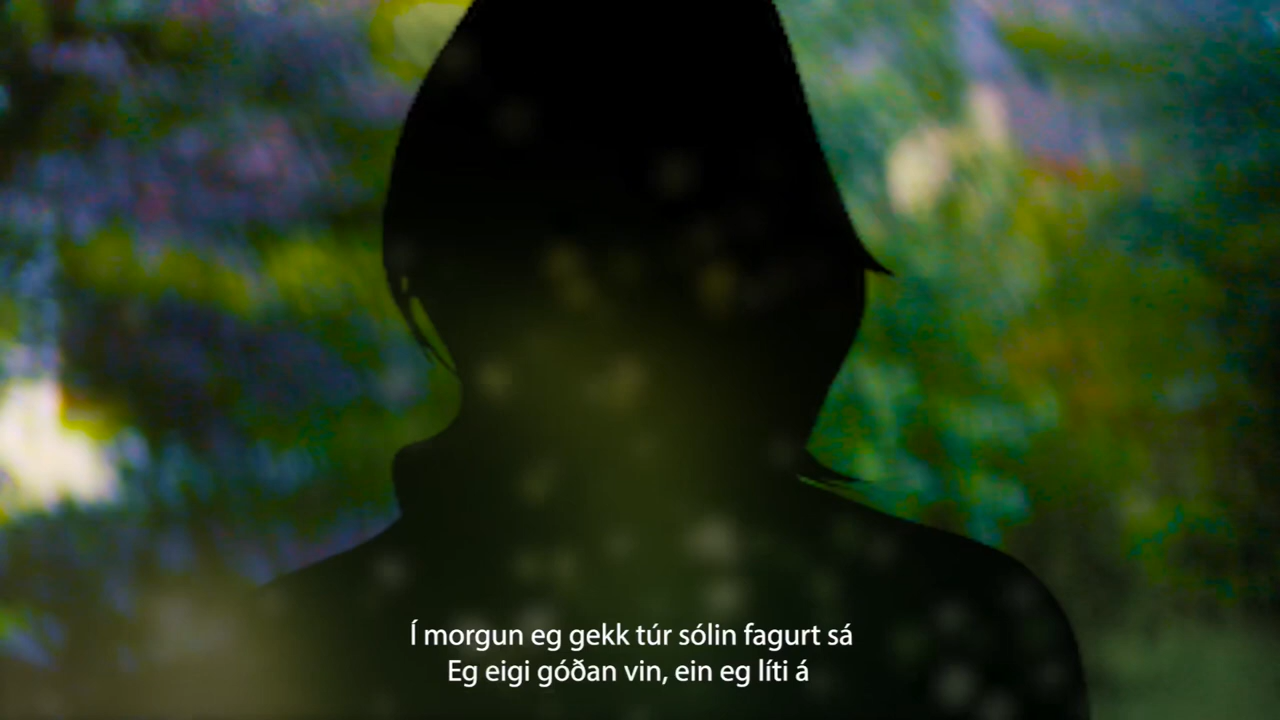 Í morgun eg gekk túr sólin fagurt sá
Eg eigi góðan vin, ein eg líti á